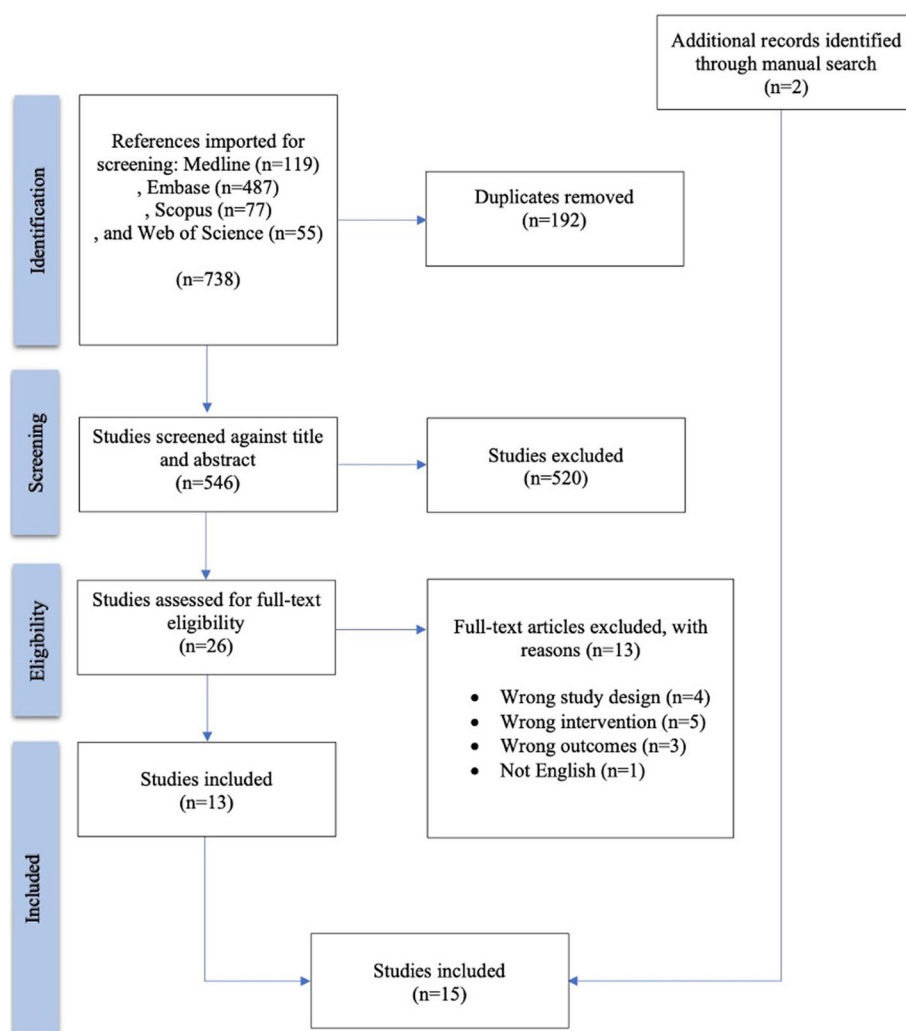 Additional records identified
through manual search
(n=2)
Identification
References imported for
screening: Medline (n=119)
, Embase (n=487)
, Scopus (n=77)
, and Web of Science (n=55)
(n=738)
Duplicates removed
(n=192)
Screening
Studies screened against title
and abstract
(n=546)
Studies excluded
(n=520)
Eligibility
Studies assessed for full-text
eligibility
(n=26)
Full-text articles excluded, with
reasons (n=13)
• Wrong study design (n=4)
• Wrong intervention (n=5)
• Wrong outcomes (n=3)
• Not English (n=1)
Included
Studies included
(n=13)
Studies included
(n=15)